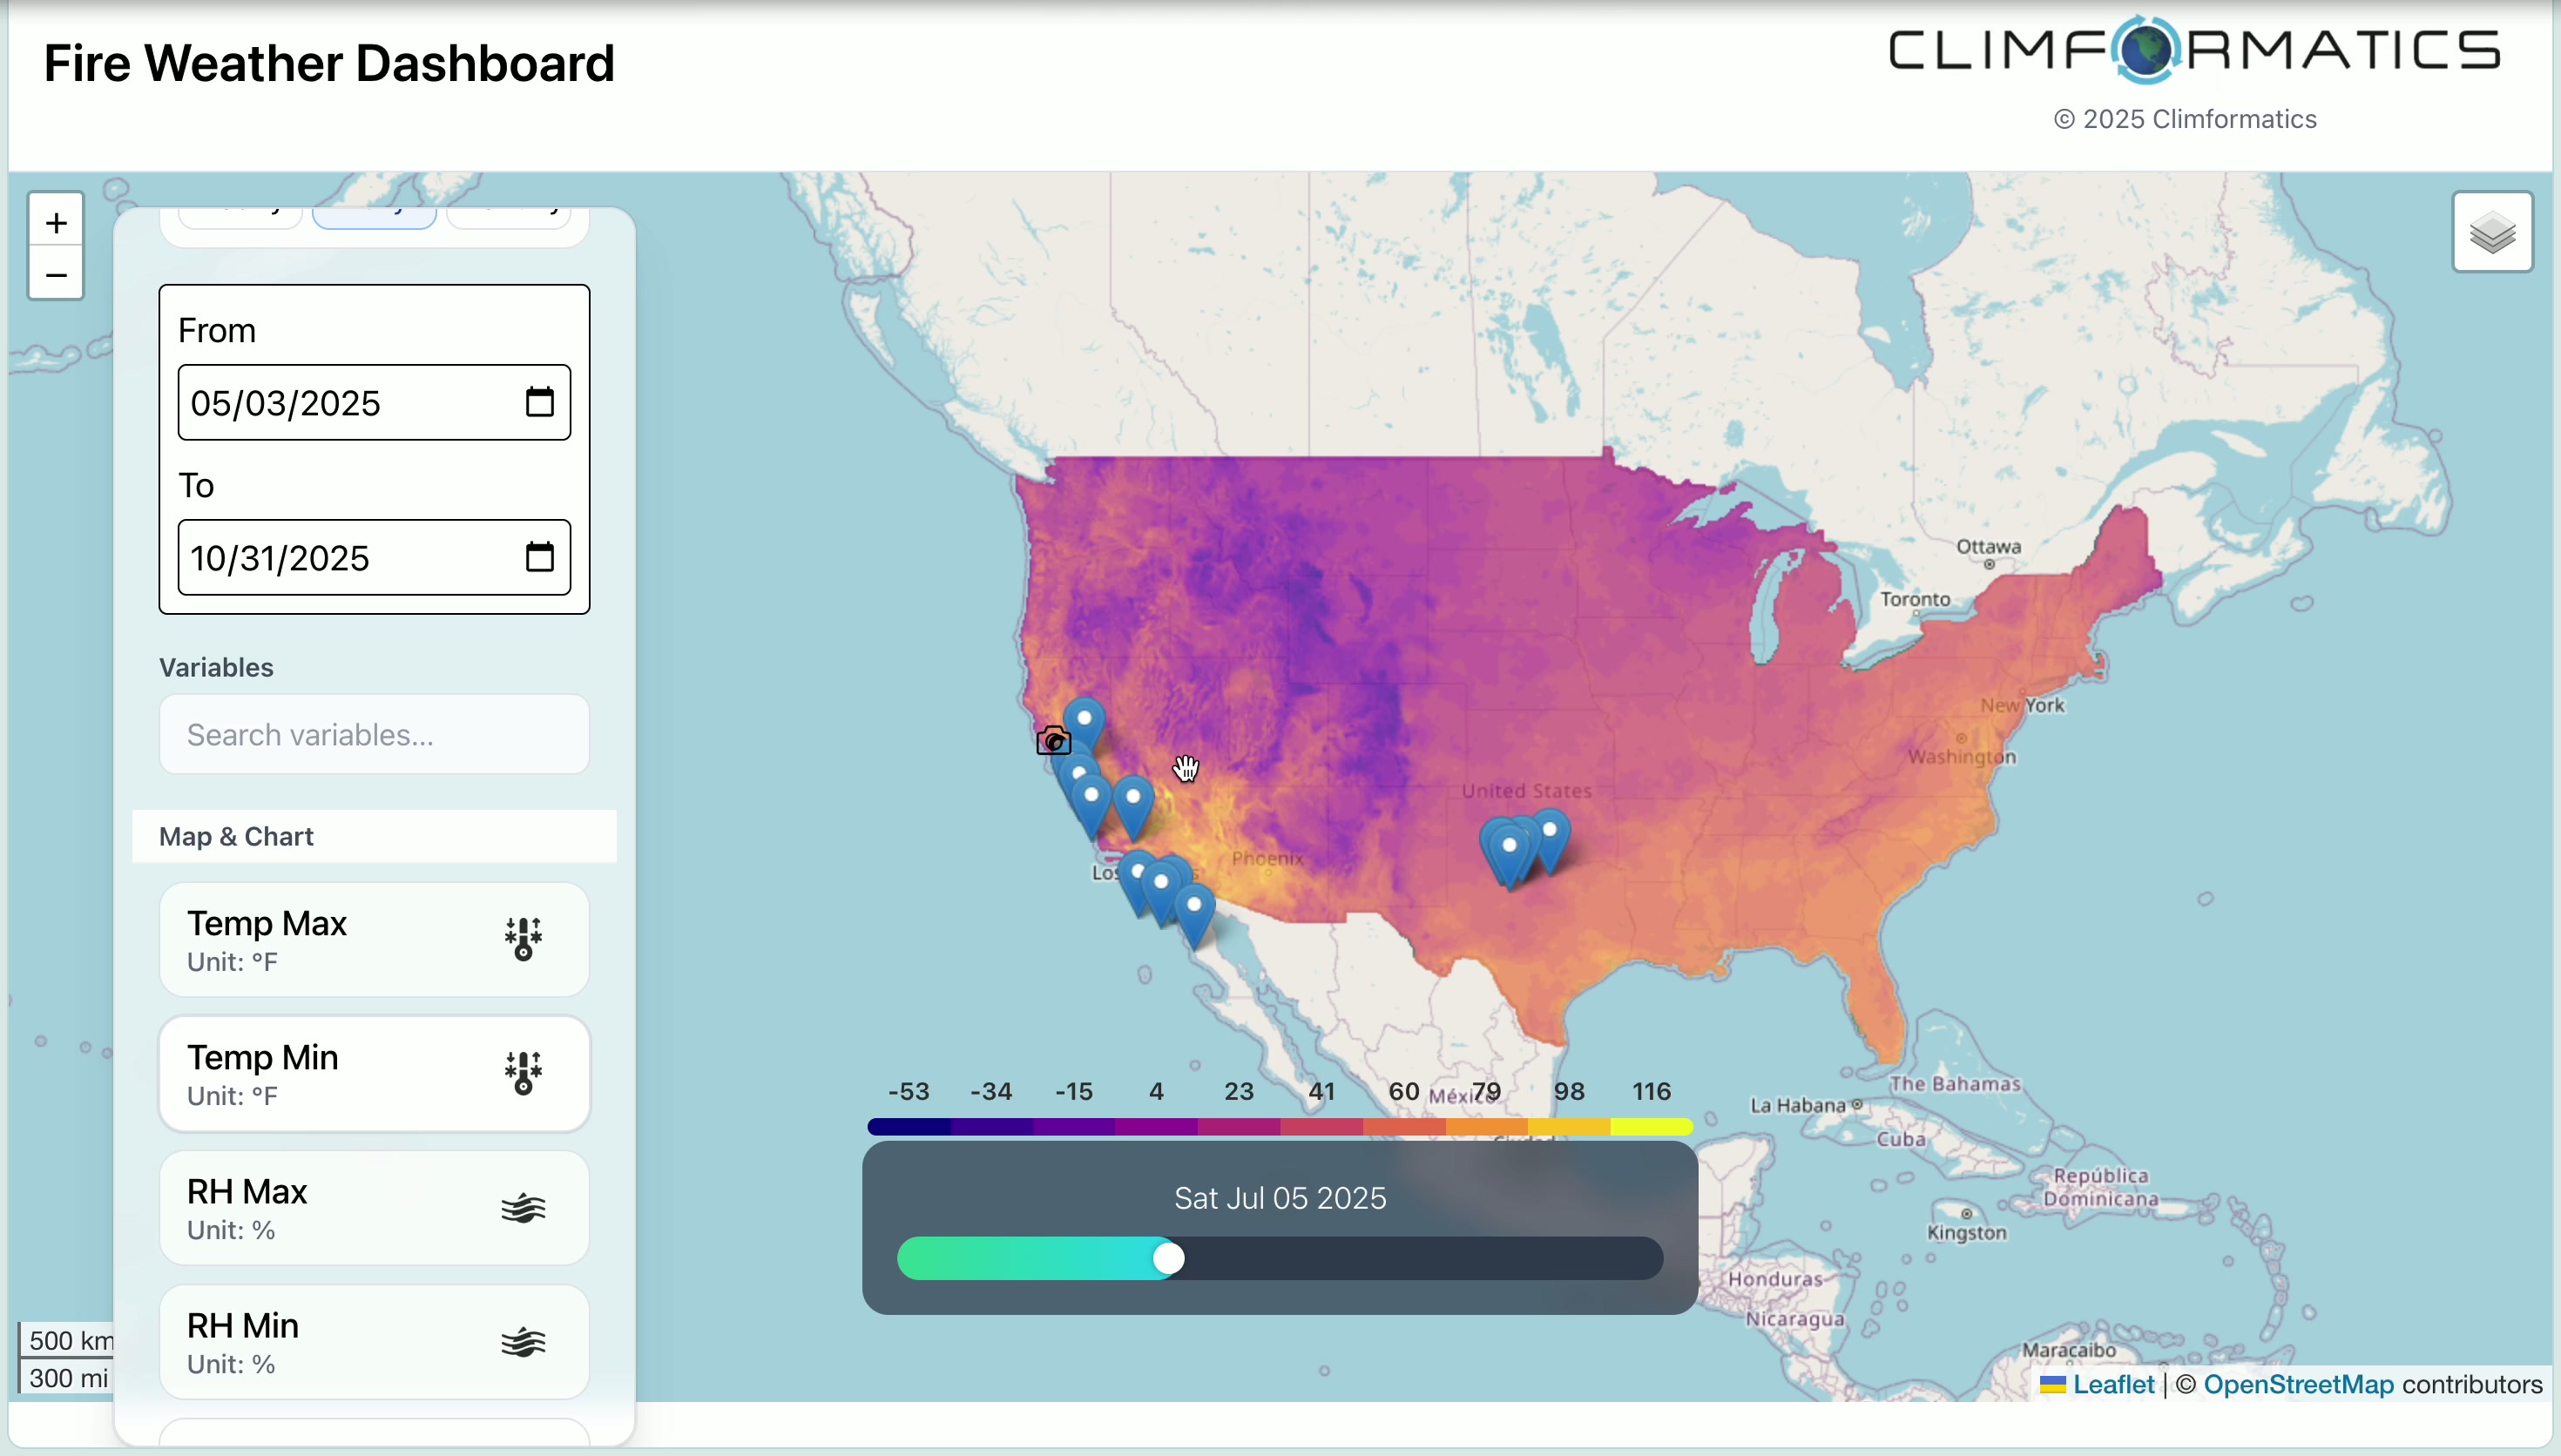 Fire Weather Dashboard
CLIMFORMATICS
© 2025 Climformatics
+
−
From
05/03/2025
To
10/31/2025
Variables
Search variables...
Map & Chart
Temp Max
Unit: °F
Temp Min
Unit: °F
RH Max
Unit: %
RH Min
Unit: %
500 km
300 mi
Ottawa
Toronto
New York
Washington
United States
Phoenix
Los
La Habana
The Bahamas
Cuba
República
Dominicana
Kingston
Honduras
Nicaragua
Maracaibo
México
-53 -34 -15 4 23 41 60 79 98 116
Sat Jul 05 2025
Leaflet | © OpenStreetMap contributors